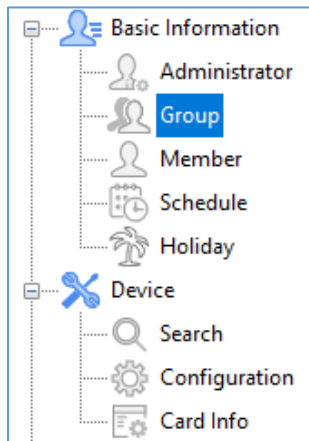 Basic Information
Administrator
Group
Member
Schedule
Holiday
Device
Search
Configuration
Card Info